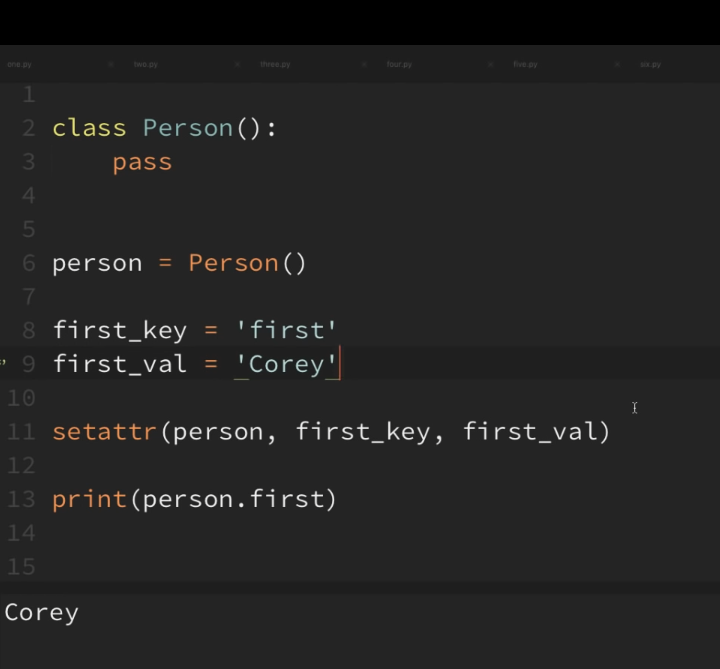 one.py two.py three.py four.py five.py six.py
1
2 class Person():
3     pass
4
5
6 person = Person()
7
8 first_key = 'first'
9 first_val = 'Corey'
10
11 setattr(person, first_key, first_val)
12
13 print(person.first)
14
15
Corey